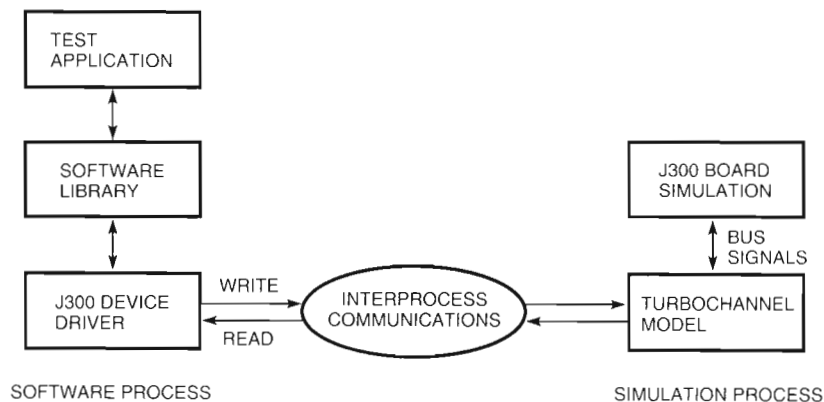 TEST
APPLICATION
SOFTWARE
LIBRARY
J300 BOARD
SIMULATION
BUS
SIGNALS
J300 DEVICE
DRIVER
WRITE
READ
INTERPROCESS
COMMUNICATIONS
TURBOCHANNEL
MODEL
SOFTWARE PROCESS
SIMULATION PROCESS